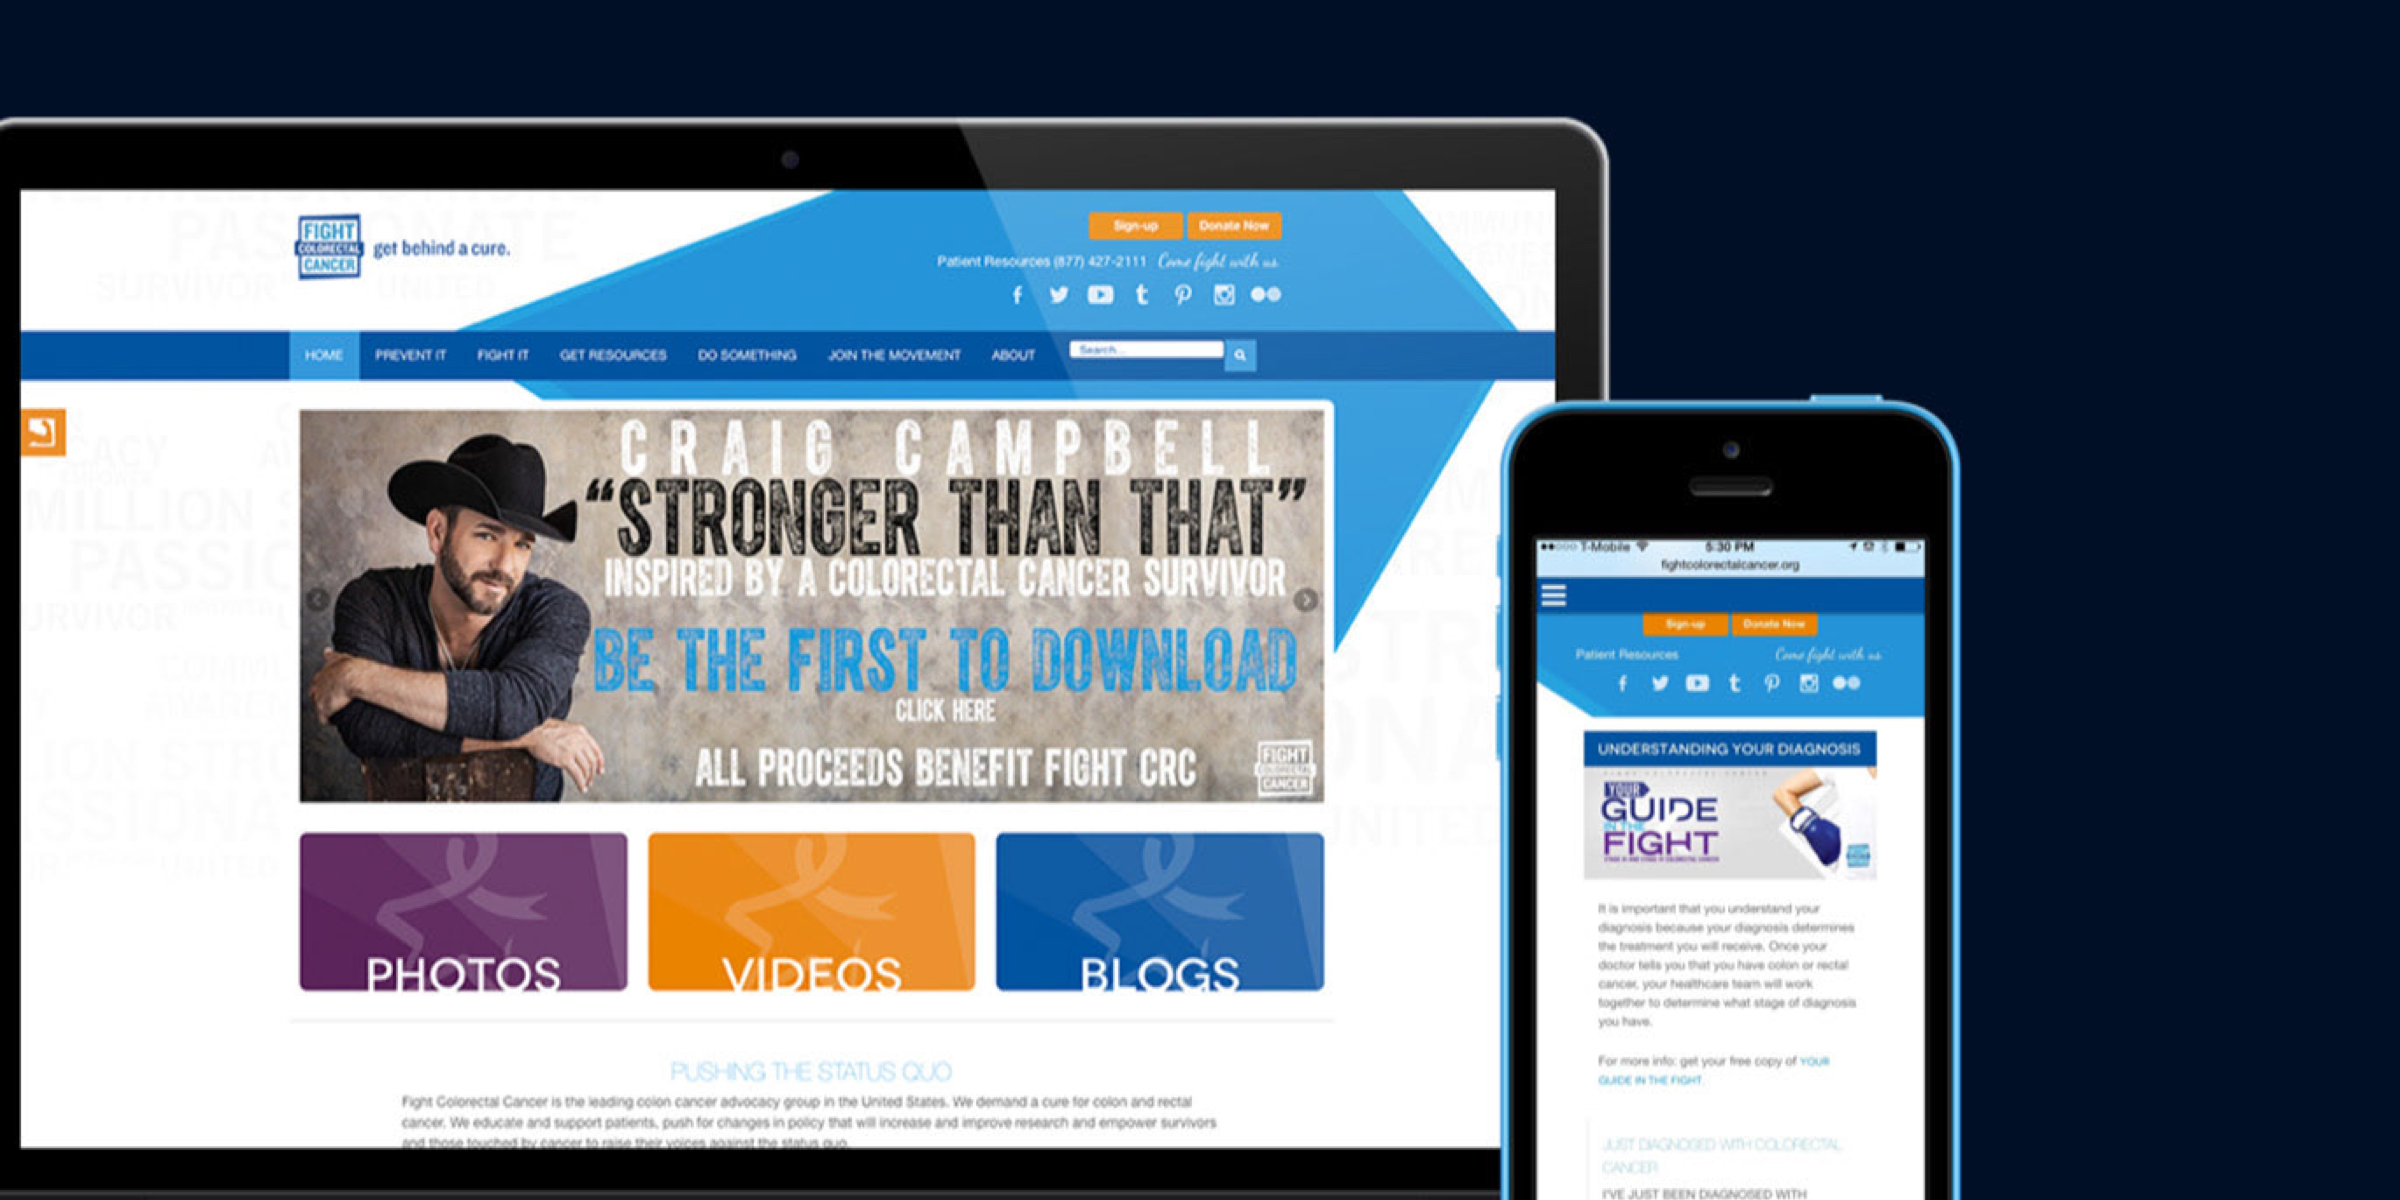 FIGHT
COLORECTAL
CANCER
get behind a cure.
Sign-up
Donate Now
Patient Resources (877) 427-2111 Come fight with us
HOME
PREVENT IT
FIGHT IT
GET RESOURCES
DO SOMETHING
JOIN THE MOVEMENT
ABOUT
Search...
PASSIONATE
SURVIVOR
UNITED
CRAIG CAMPBELL
"STRONGER THAN THAT"
INSPIRED BY A COLORECTAL CANCER SURVIVOR
BE THE FIRST TO DOWNLOAD
CLICK HERE
ALL PROCEEDS BENEFIT FIGHT CRC
FIGHT
COLORECTAL
CANCER
PHOTOS
VIDEOS
BLOGS
PUSHING THE STATUS QUO
Fight Colorectal Cancer is the leading colon cancer advocacy group in the United States. We demand a cure for colon and rectal
cancer. We educate and support patients, push for changes in policy that will increase and improve research and empower survivors
and those touched by cancer to raise their voices against the status quo.
T-Mobile
5:30 PM
fightcolorectalcancer.org
Sign-up
Donate Now
Patient Resources
Come fight with us
UNDERSTANDING YOUR DIAGNOSIS
YOUR
GUIDE
IN THE
FIGHT
It is important that you understand your
diagnosis because your diagnosis determines
the treatment you will receive. Once your
doctor tells you that you have colon or rectal
cancer, your healthcare team will work
together to determine what stage of diagnosis
you have.
For more info: get your free copy of YOUR
GUIDE IN THE FIGHT.
JUST DIAGNOSED WITH COLORECTAL
CANCER
I'VE JUST BEEN DIAGNOSED WITH